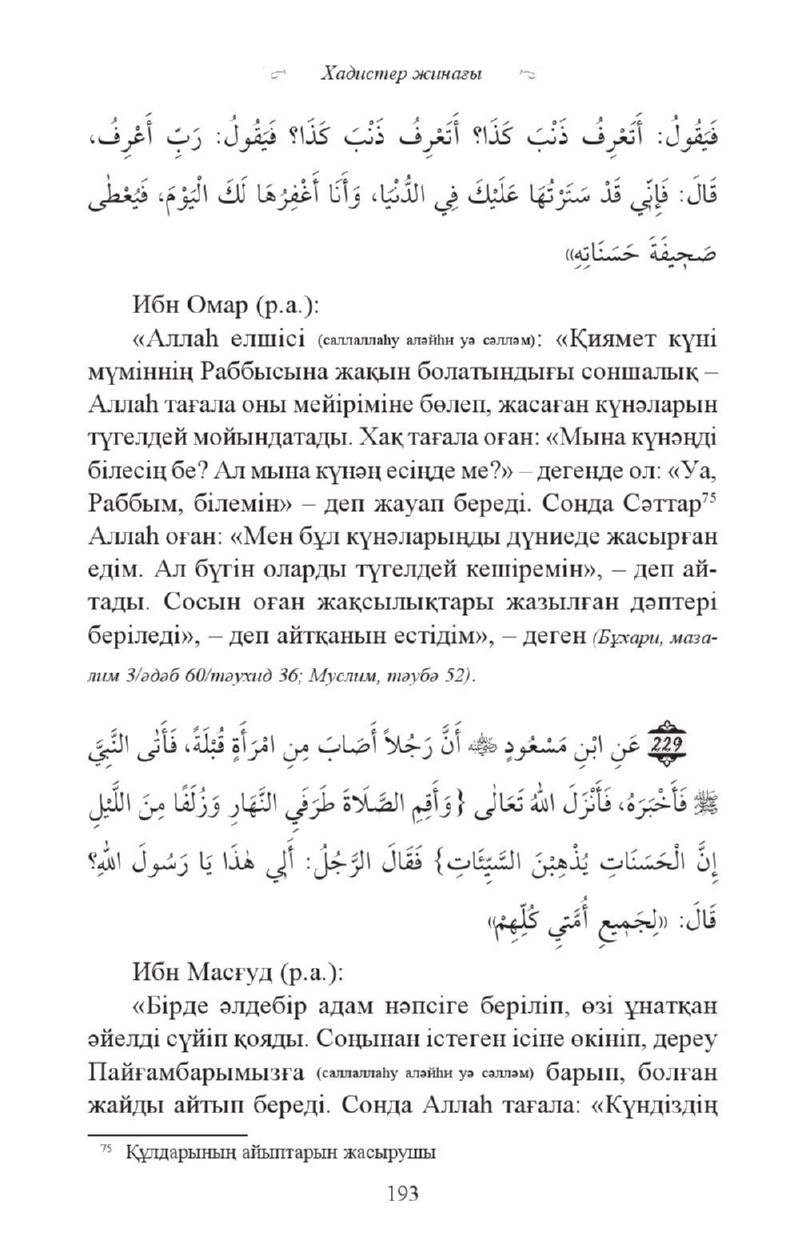 Хадистер жинағы
فَيَقُولُ: أَتَعْرِفُ ذَنْبَ كَذَا؟ أَتَعْرِفُ ذَنْبَ كَذَا؟ فَيَقُولُ: رَبِّ أَعْرِفُ،
قَالَ: فَإِنِّي قَدْ سَتَرْتُهَا عَلَيْكَ فِي الدُّنْيَا، وَأَنَا أَغْفِرُهَا لَكَ الْيَوْمَ، فَيُعْطٰى
صَحِيفَةَ حَسَنَاتِهِ»
Ибн Омар (р.а.):
«Аллаһ елшісі (саллаллаһу аләйһи уә сәлләм): «Қиямет күні
мүміннің Раббысына жақын болатындығы соншалық –
Аллаһ тағала оны мейіріміне бөлеп, жасаған күнәларын
түгелдей мойындатады. Хақ тағала оған: «Мына күнәңді
білесің бе? Ал мына күнәң есіңде ме?» – дегенде ол: «Уа,
Раббым, білемін» – деп жауап береді. Сонда Сәттар⁷⁵
Аллаһ оған: «Мен бұл күнәларыңды дүниеде жасырған
едім. Ал бүгін оларды түгелдей кешіремін», – деп ай-
тады. Сосын оған жақсылықтары жазылған дәптері
беріледі», – деп айтқанын естідім», – деген (Бұхари, маза-
лим 3/әдәб 60/тәухид 36; Муслим, тәубә 52).
229 عَنِ ابْنِ مَسْعُودٍ ﷺ أَنَّ رَجُلاً أَصَابَ مِنِ امْرَأَةٍ قُبْلَةً، فَأَتٰى النَّبِيَّ
ﷺ فَأَخْبَرَهُ، فَأَنْزَلَ اللهُ تَعَالٰى {وَأَقِمِ الصَّلَاةَ طَرَفَيِ النَّهَارِ وَزُلَفًا مِنَ اللَّيْلِ
إِنَّ الْحَسَنَاتِ يُذْهِبْنَ السَّيِّئَاتِ} فَقَالَ الرَّجُلُ: أَلِي هٰذَا يَا رَسُولَ اللهِ؟
قَالَ: «لِجَمِيعِ أُمَّتِي كُلِّهِمْ»
Ибн Масғуд (р.а.):
«Бірде әлдебір адам нәпсіге беріліп, өзі ұнатқан
әйелді сүйіп қояды. Соңынан істеген ісіне өкініп, дереу
Пайғамбарымызға (саллаллаһу аләйһи уә сәлләм) барып, болған
жайды айтып береді. Сонда Аллаһ тағала: «Күндіздің
⁷⁵ Құлдарының айыптарын жасырушы
193